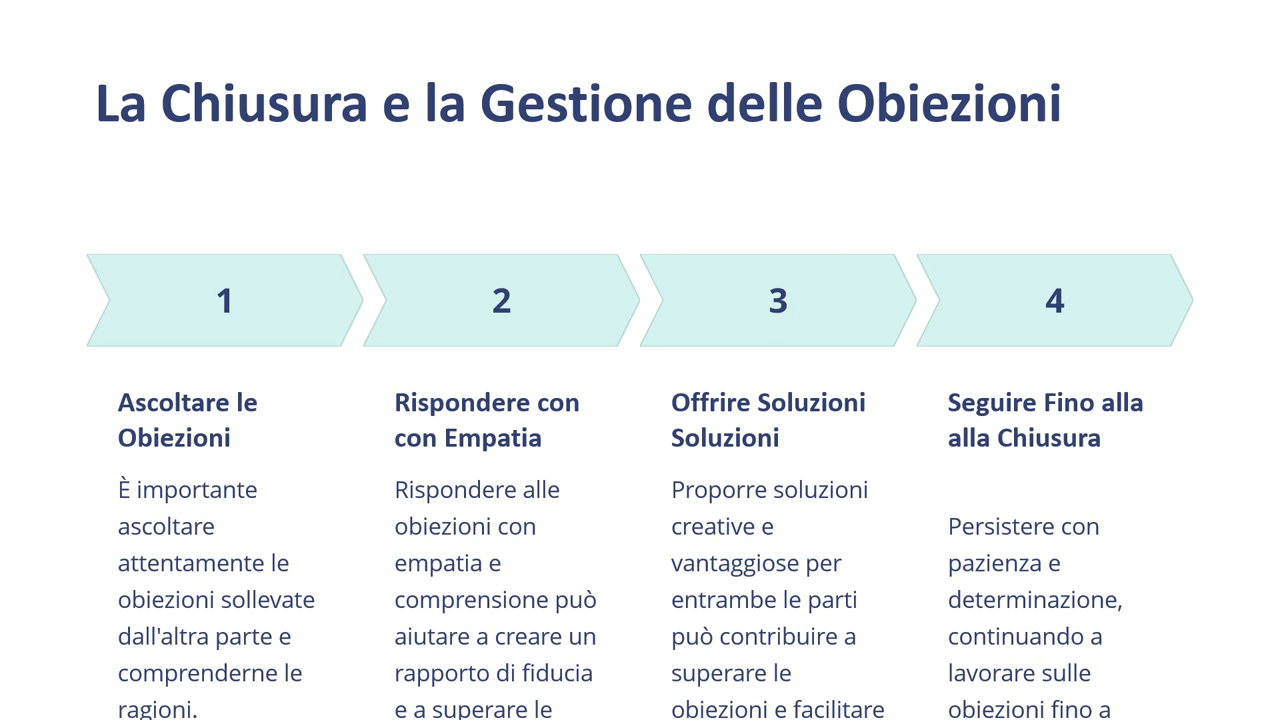 La Chiusura e la Gestione delle Obiezioni
1
2
3
4
Ascoltare le
Obiezioni
È importante
ascoltare
attentamente le
obiezioni sollevate
dall'altra parte e
comprenderne le
ragioni.
Rispondere con
con Empatia
Rispondere alle
obiezioni con
empatia e
comprensione può
aiutare a creare un
rapporto di fiducia
e a superare le
Offrire Soluzioni
Soluzioni
Proporre soluzioni
creative e
vantaggiose per
entrambe le parti
può contribuire a
superare le
obiezioni e facilitare
Seguire Fino alla
alla Chiusura
Persistere con
pazienza e
determinazione,
continuando a
lavorare sulle
obiezioni fino a